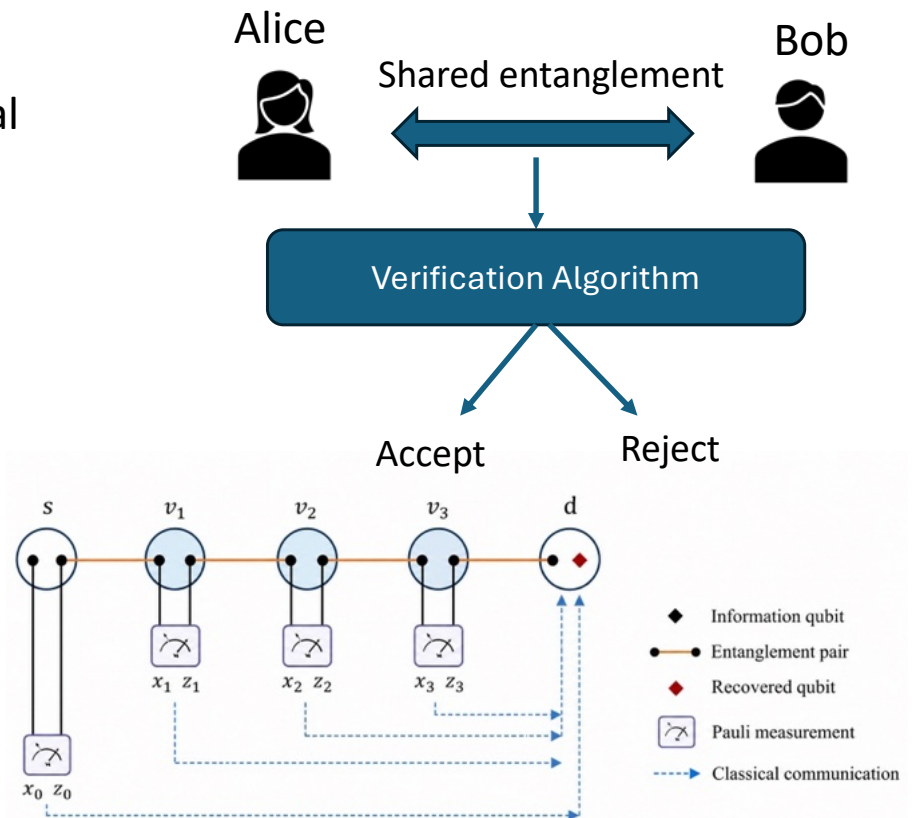 Alice
Bob
Shared entanglement
al
Verification Algorithm
Accept
Reject
s
v₁
v₂
v₃
d
x₁ z₁
x₂ z₂
x₃ z₃
x₀ z₀
Information qubit
Entanglement pair
Recovered qubit
Pauli measurement
Classical communication